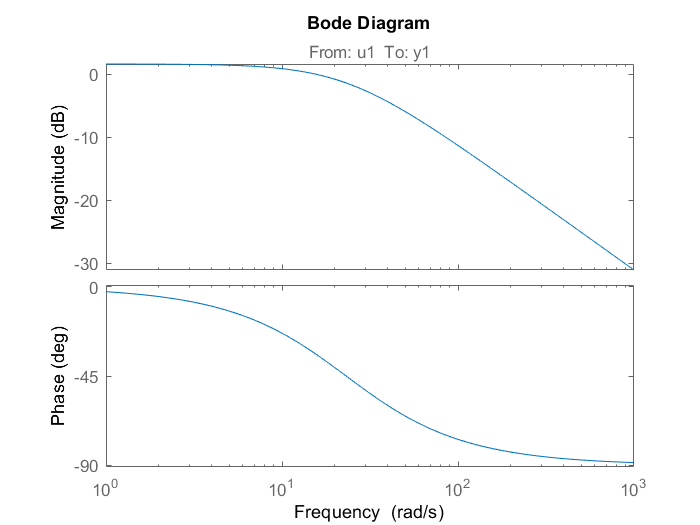 Bode Diagram
From: u1 To: y1
Magnitude (dB)
0
-10
-20
-30
Phase (deg)
0
-45
-90
10^0
10^1
10^2
10^3
Frequency (rad/s)